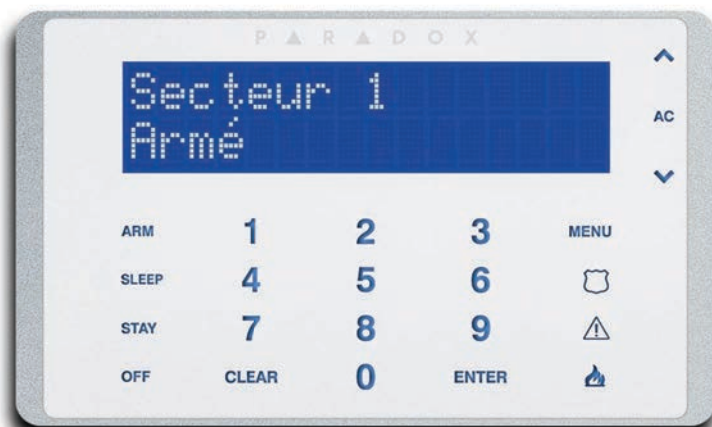 PARADOX
Secteur 1
Armé
AC
ARM 1 2 3 MENU
SLEEP 4 5 6
STAY 7 8 9
OFF CLEAR 0 ENTER